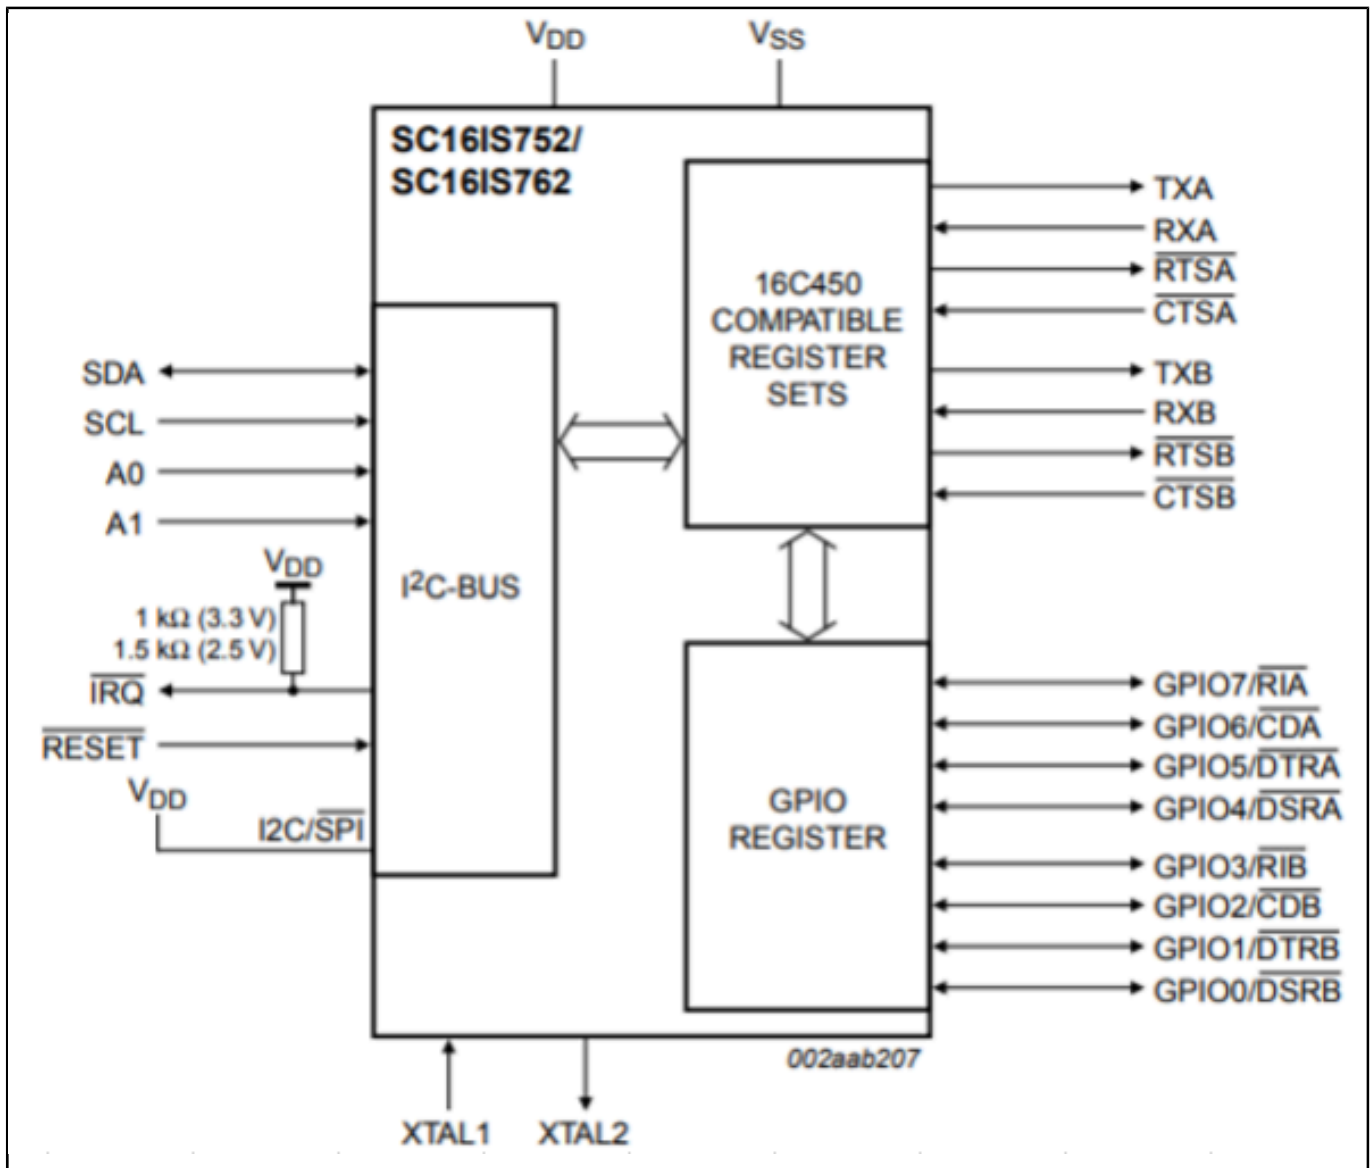 VDD
VSS
SC16IS752/
SC16IS762
16C450
COMPATIBLE
REGISTER
SETS
TXA
RXA
RTSA
CTSA
TXB
RXB
RTSB
CTSB
SDA
SCL
A0
A1
VDD
1 kΩ (3.3 V)
1.5 kΩ (2.5 V)
IRQ
RESET
VDD
I2C/SPI
I²C-BUS
GPIO
REGISTER
GPIO7/RIA
GPIO6/CDA
GPIO5/DTRA
GPIO4/DSRA
GPIO3/RIB
GPIO2/CDB
GPIO1/DTRB
GPIO0/DSRB
002aab207
XTAL1
XTAL2